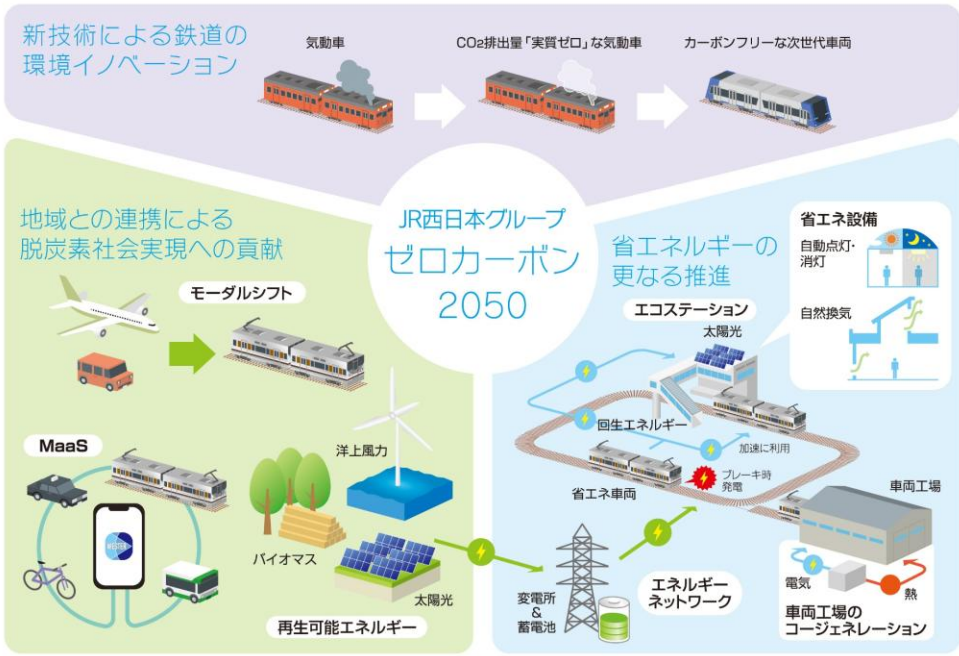 新技術による鉄道の
環境イノベーション
気動車
CO2排出量「実質ゼロ」な気動車
カーボンフリーな次世代車両
JR西日本グループ
ゼロカーボン
2050
地域との連携による
脱炭素社会実現への貢献
モーダルシフト
MaaS
WESTER
洋上風力
バイオマス
太陽光
再生可能エネルギー
省エネルギーの
更なる推進
省エネ設備
自動点灯・
消灯
自然換気
エコステーション
太陽光
回生エネルギー
加速に利用
省エネ車両
ブレーキ時
発電
車両工場
電気
熱
車両工場の
コージェネレーション
変電所
&
蓄電池
エネルギー
ネットワーク